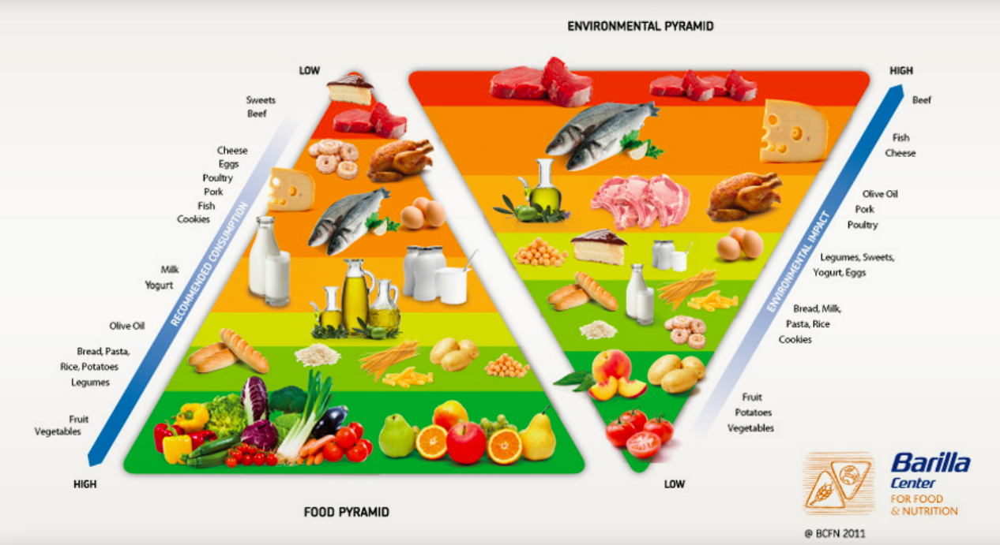 ENVIRONMENTAL PYRAMID
LOW
Sweets
Beef
Cheese
Eggs
Poultry
Pork
Fish
Cookies
Milk
Yogurt
Olive Oil
Bread, Pasta,
Rice, Potatoes
Legumes
Fruit
Vegetables
HIGH
RECOMMENDED CONSUMPTION
FOOD PYRAMID
HIGH
Beef
Fish
Cheese
Olive Oil
Pork
Poultry
Legumes, Sweets,
Yogurt, Eggs
Bread, Milk,
Pasta, Rice
Cookies
Fruit
Potatoes
Vegetables
LOW
ENVIRONMENTAL IMPACT
Barilla
Center
FOR FOOD
& NUTRITION
@ BCFN 2011